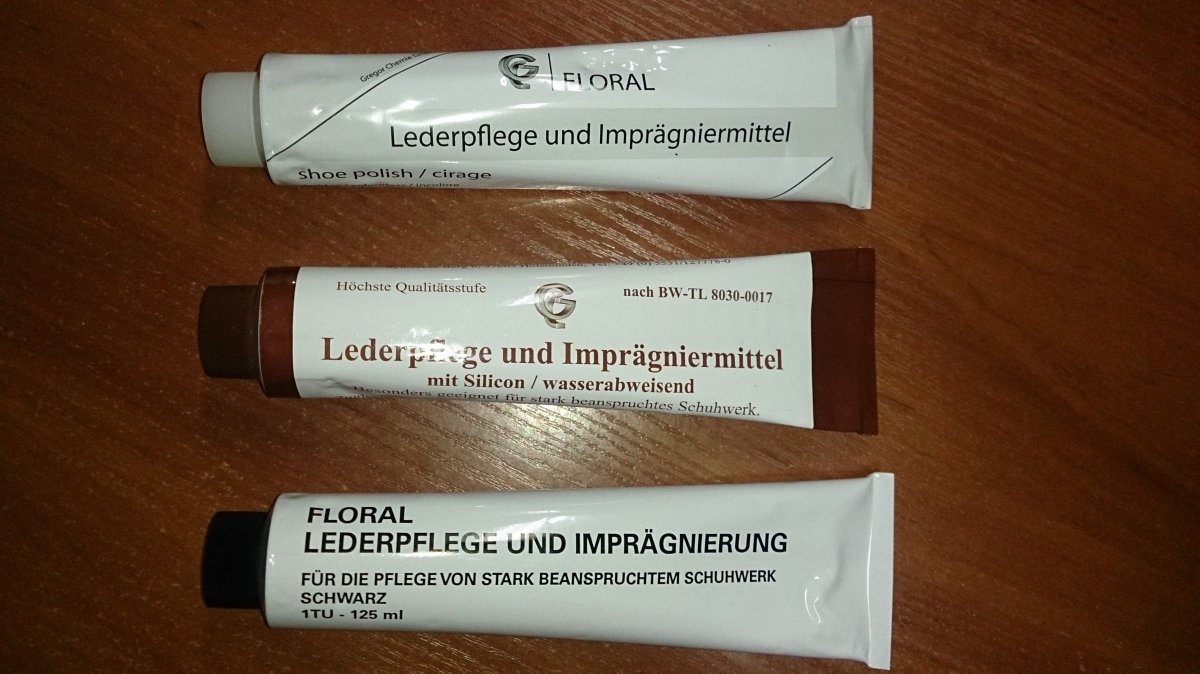 Gregor Chemie
FLORAL
Lederpflege und Imprägniermittel
Shoe polish / cirage
/ incolore
Höchste Qualitätsstufe
nach BW-TL 8030-0017
Lederpflege und Imprägniermittel
mit Silicon / wasserabweisend
Besonders geeignet für stark beanspruchtes Schuhwerk.
FLORAL
LEDERPFLEGE UND IMPRÄGNIERUNG
FÜR DIE PFLEGE VON STARK BEANSPRUCHTEM SCHUHWERK
SCHWARZ
1TU - 125 ml